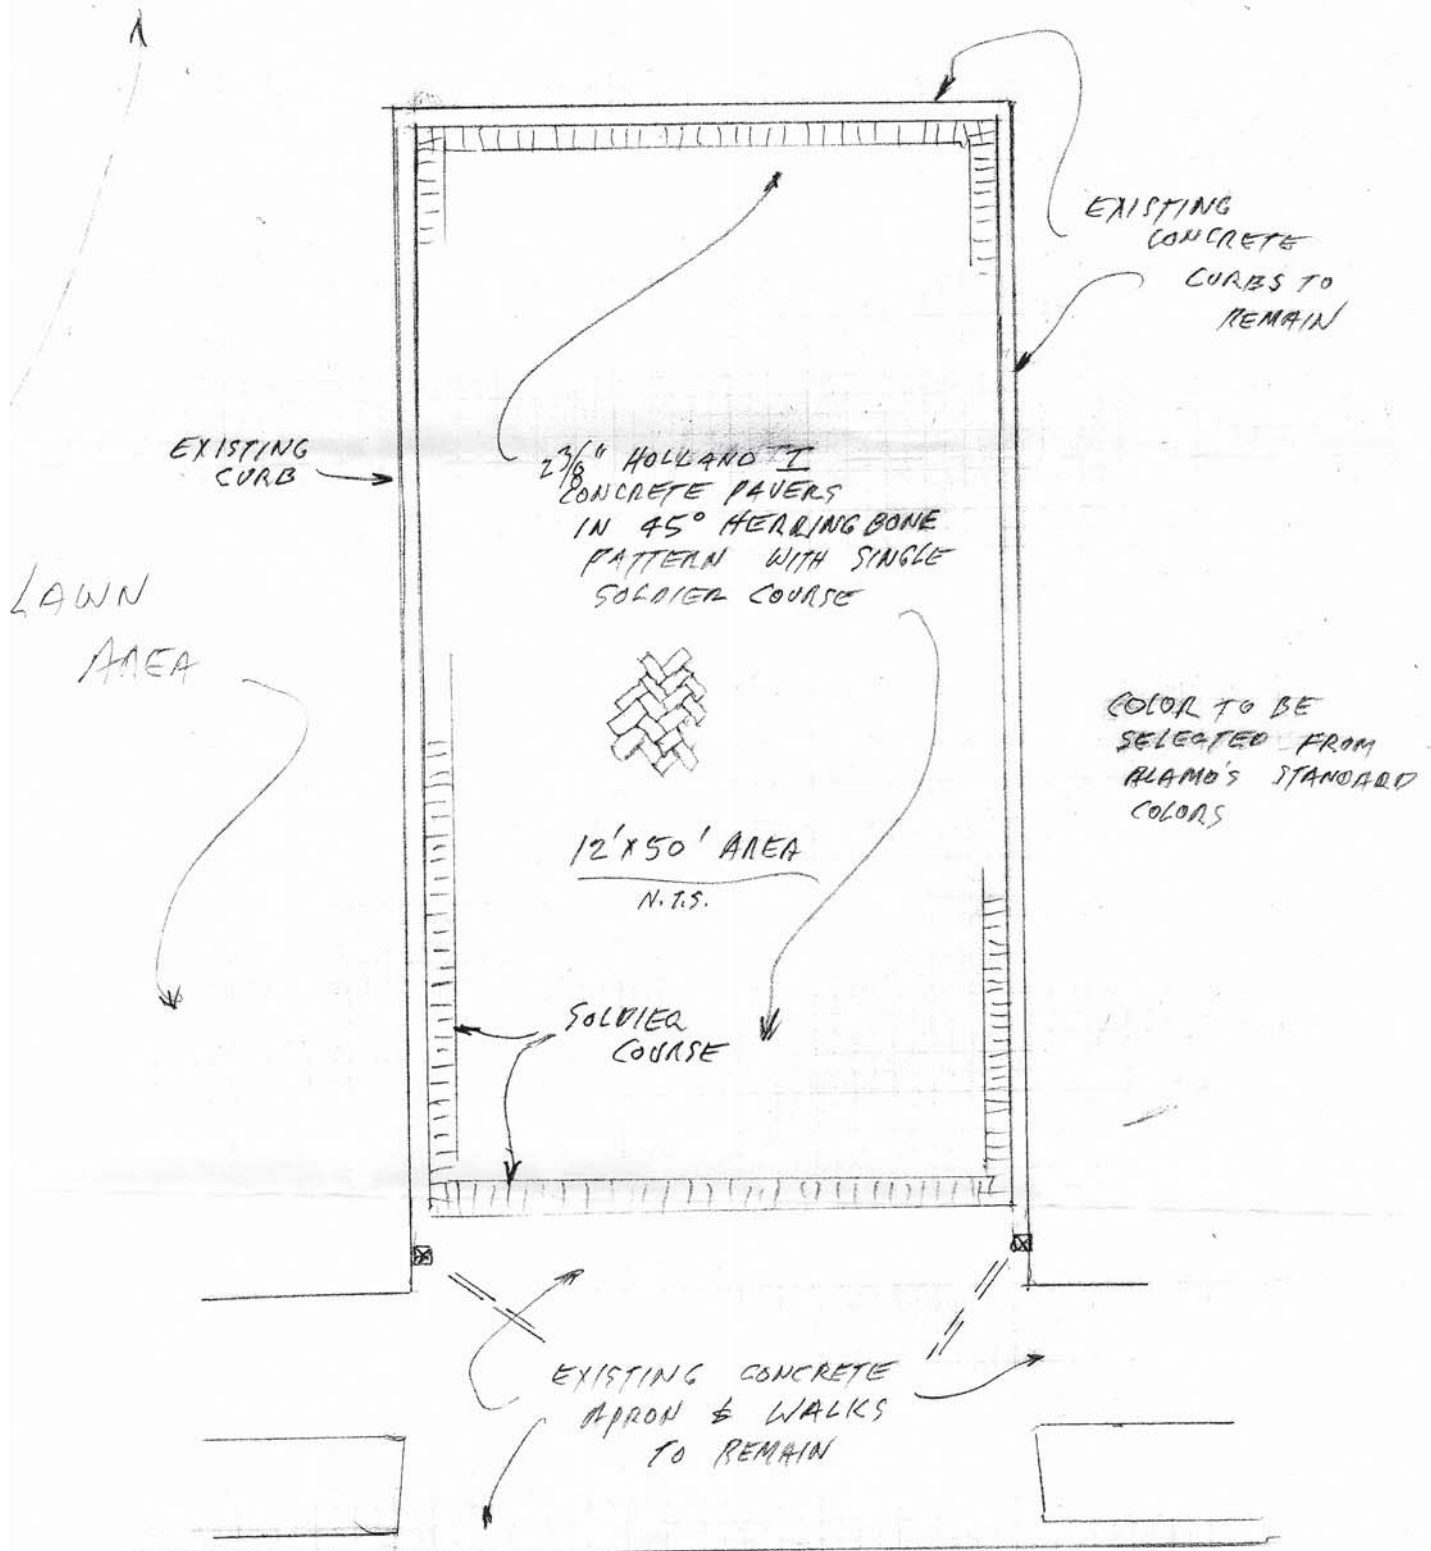 EXISTING
CONCRETE
CURBS TO
REMAIN
EXISTING
CURB
2 3/8" HOLLAND I
CONCRETE PAVERS
IN 45° HERRINGBONE
PATTERN WITH SINGLE
SOLDIER COURSE
LAWN
AREA
COLOR TO BE
SELECTED FROM
ALAMO'S STANDARD
COLORS
12' X 50' AREA
N.T.S.
SOLDIER
COURSE
EXISTING CONCRETE
APRON & WALKS
TO REMAIN